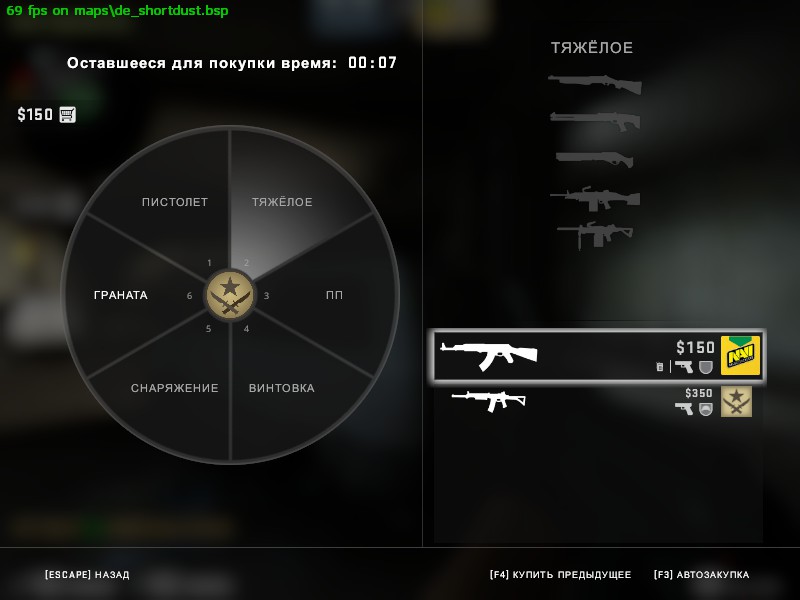 69 fps on maps\de_shortdust.bsp
Оставшееся для покупки время: 00:07
ТЯЖЁЛОЕ
$150
ПИСТОЛЕТ
ТЯЖЁЛОЕ
1
2
ГРАНАТА
6
3
ПП
5
4
СНАРЯЖЕНИЕ
ВИНТОВКА
$150
NAVI
$350
[ESCAPE] НАЗАД
[F4] КУПИТЬ ПРЕДЫДУЩЕЕ
[F3] АВТОЗАКУПКА